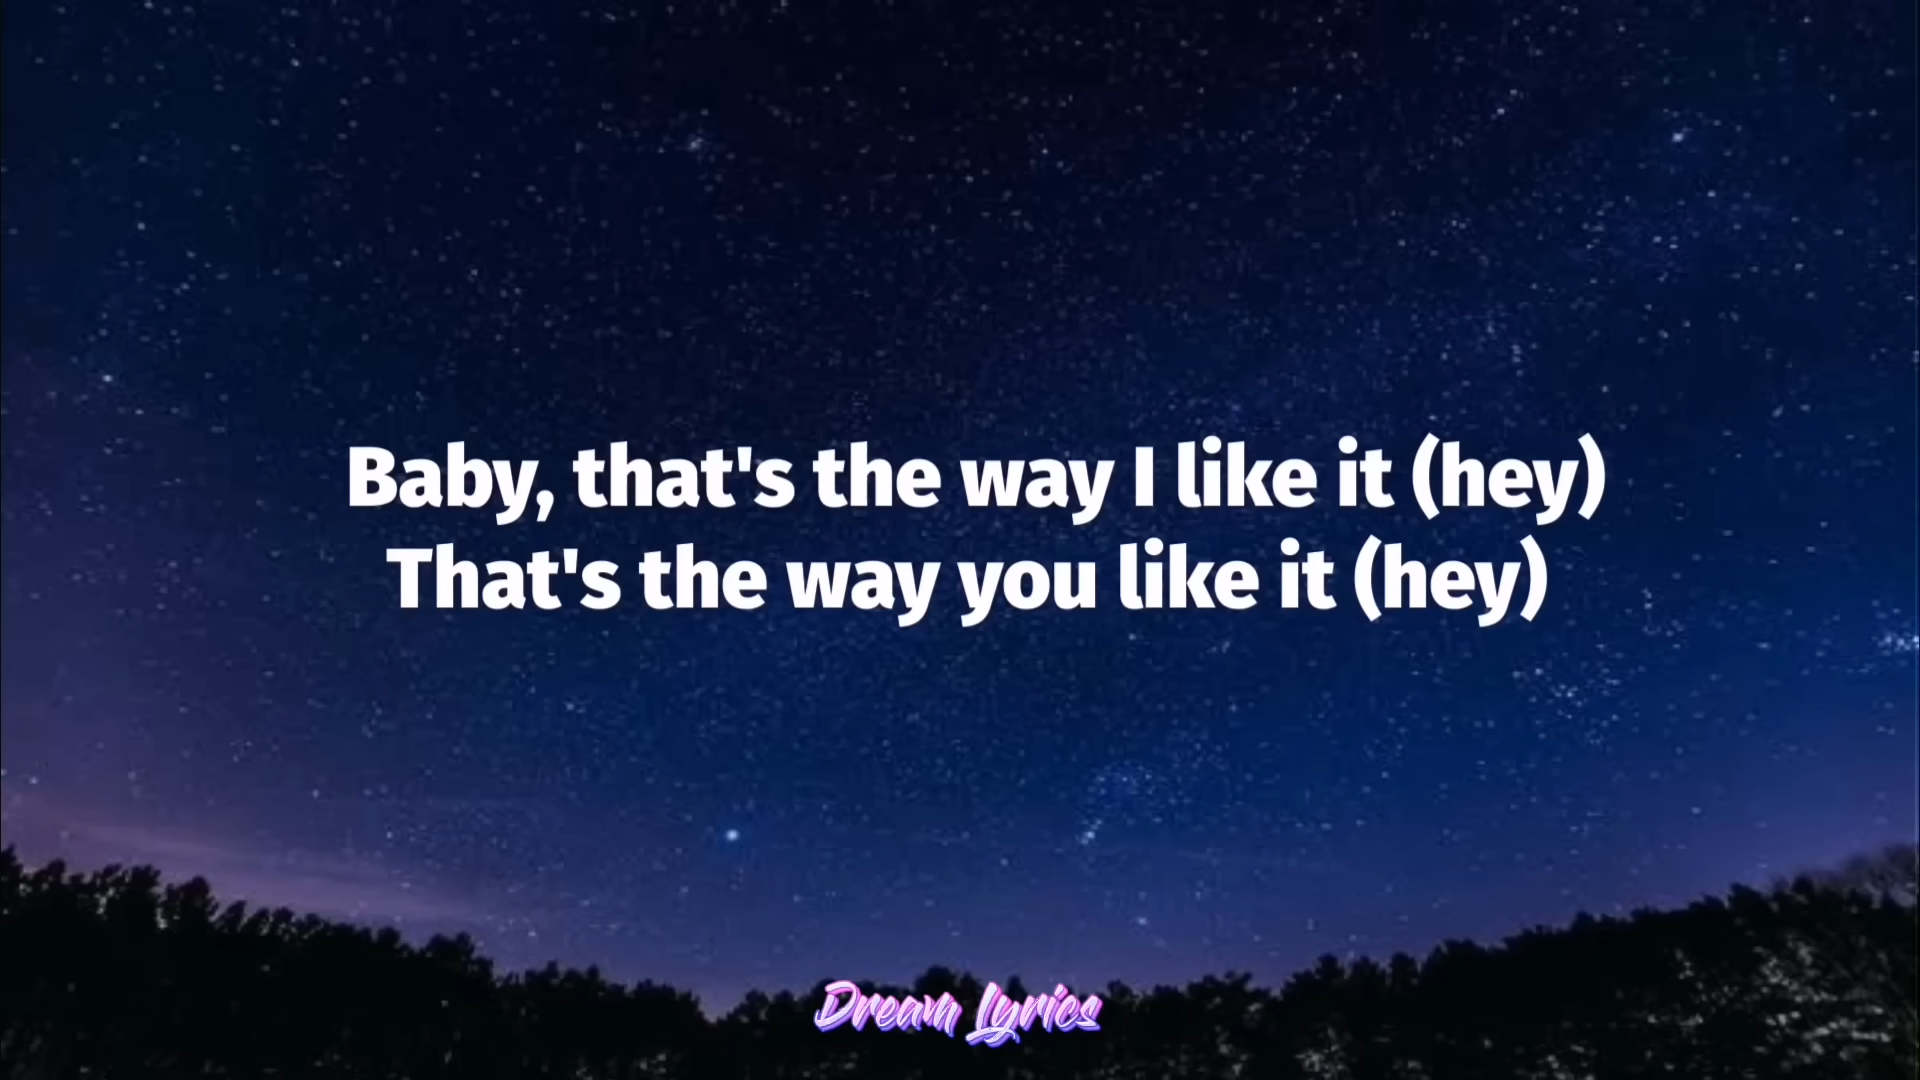 Baby, that's the way I like it (hey)
That's the way you like it (hey)
Dream Lyrics